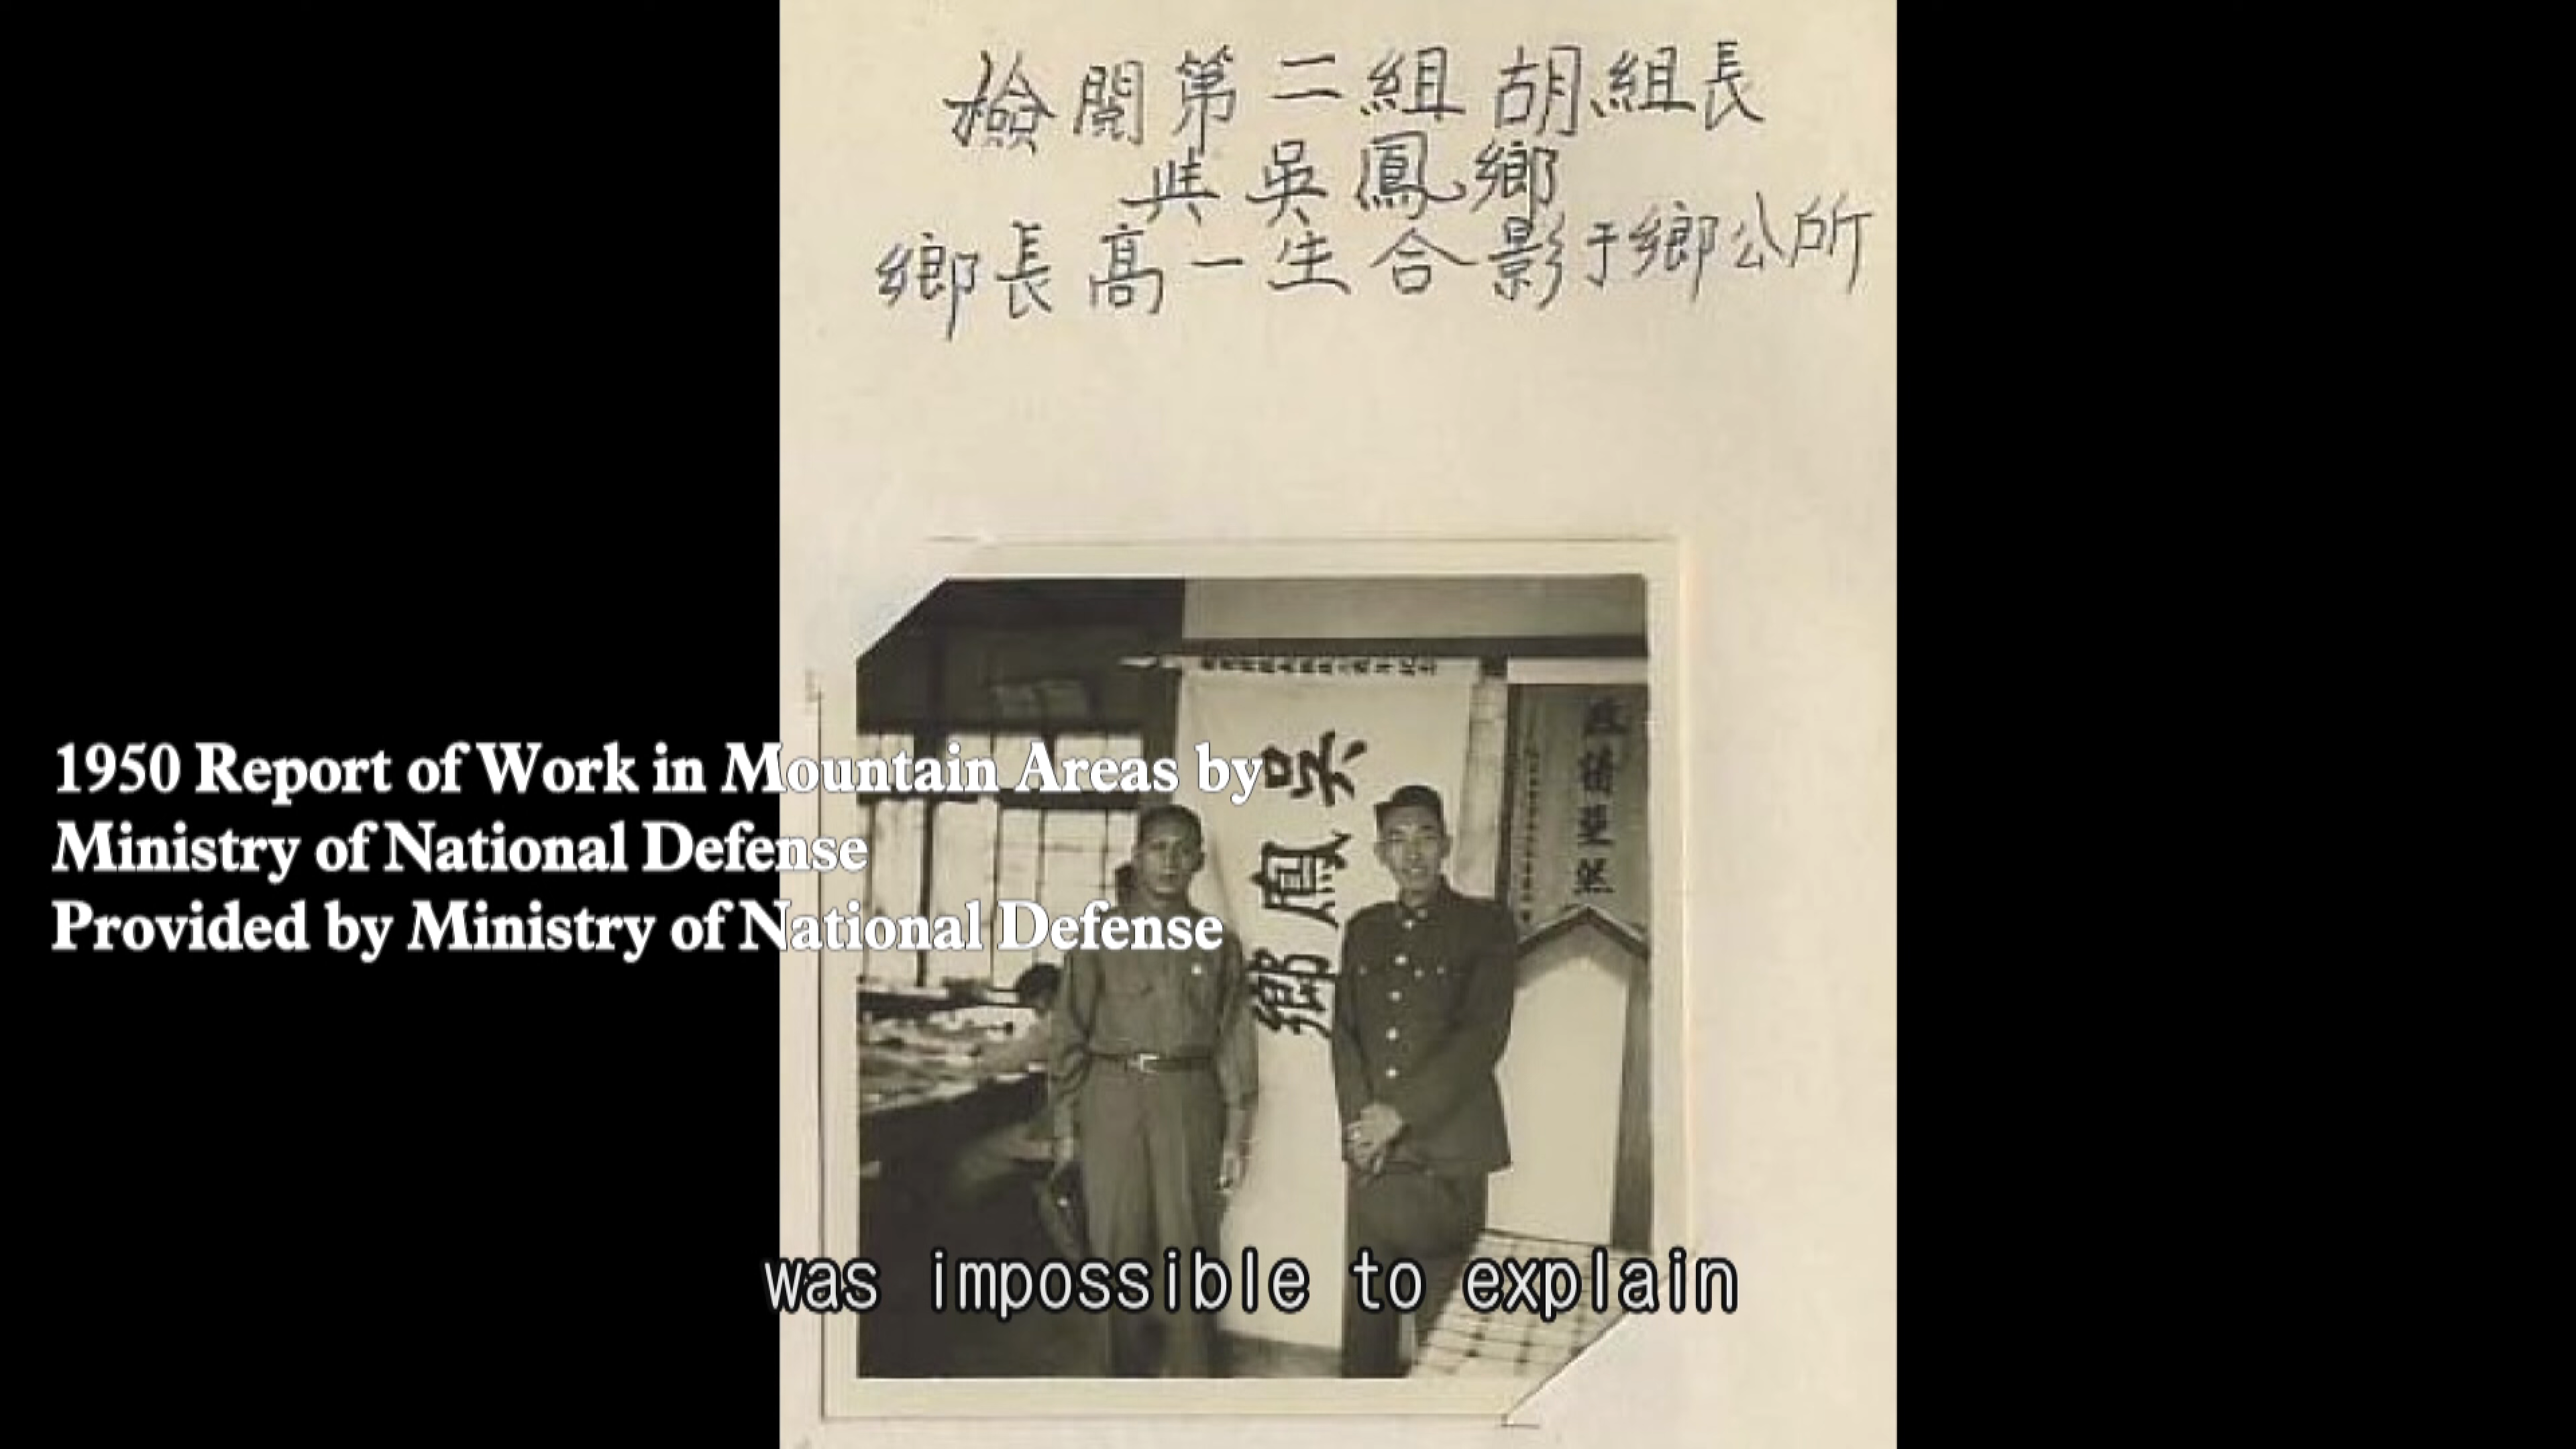 檢閱第二組胡組長
與吳鳳鄉
鄉長高一生合影于鄉公所
1950 Report of Work in Mountain Areas by
Ministry of National Defense
Provided by Ministry of National Defense
吳鳳鄉
was impossible to explain